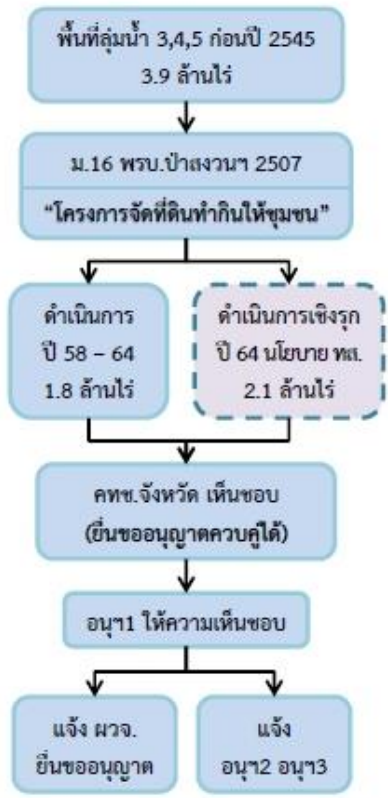 พื้นที่ลุ่มน้ำ 3,4,5 ก่อนปี 2545
3.9 ล้านไร่
ม.16 พรบ.ป่าสงวนฯ 2507
“โครงการจัดที่ดินทำกินให้ชุมชน”
ดำเนินการ
ปี 58 – 64
1.8 ล้านไร่
ดำเนินการเชิงรุก
ปี 64 นโยบาย ทส.
2.1 ล้านไร่
คทช.จังหวัด เห็นชอบ
(ยื่นขออนุญาตควบคู่ได้)
อนุฯ1 ให้ความเห็นชอบ
แจ้ง ผวจ.
ยื่นขออนุญาต
แจ้ง
อนุฯ2 อนุฯ3